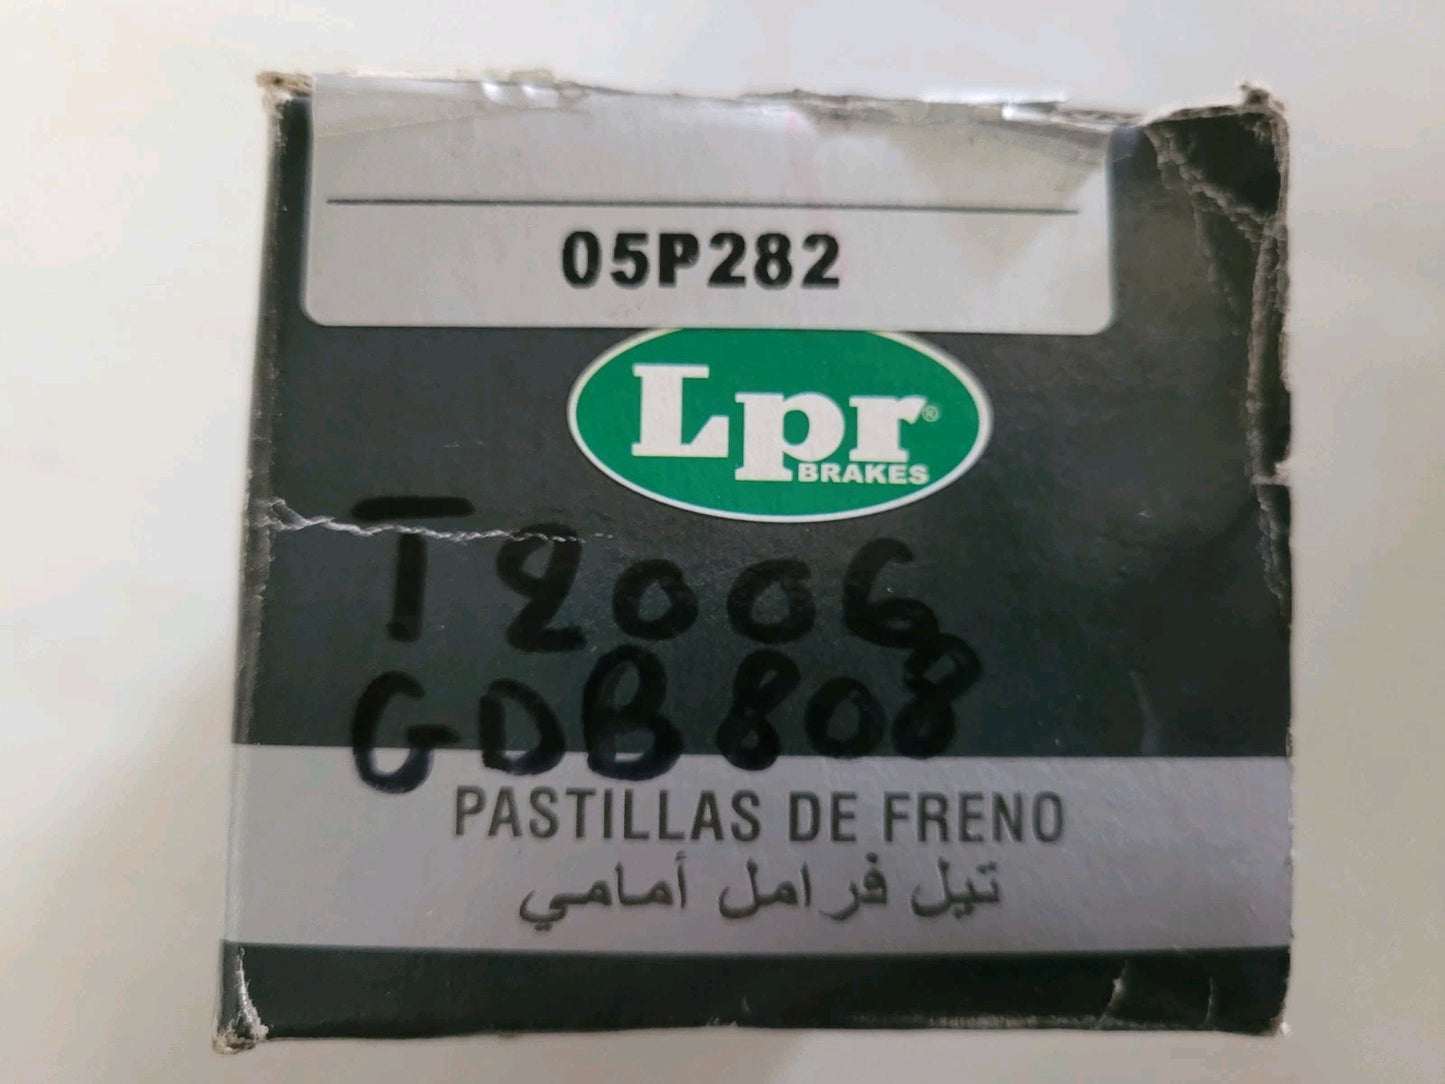 05P282
Lpr®
BRAKES
T2006
GDB808
PASTILLAS DE FRENO
تيل فرامل أمامي